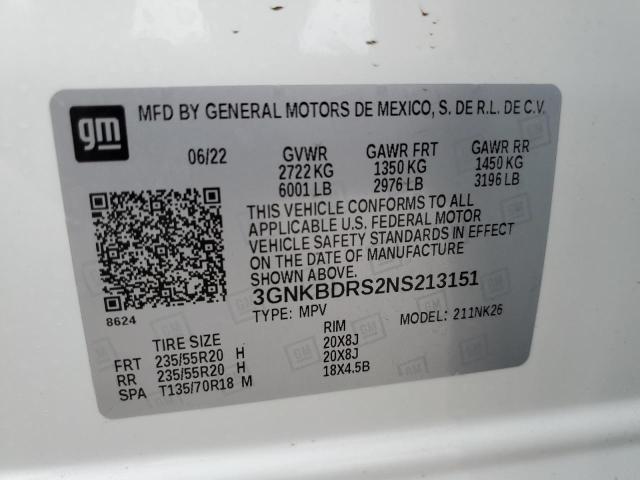 gm
MFD BY GENERAL MOTORS DE MEXICO, S. DE R.L. DE C.V.
06/22 GVWR GAWR FRT GAWR RR
2722 KG 1350 KG 1450 KG
6001 LB 2976 LB 3196 LB
THIS VEHICLE CONFORMS TO ALL
APPLICABLE U.S. FEDERAL MOTOR
VEHICLE SAFETY STANDARDS IN EFFECT
ON THE DATE OF MANUFACTURE
SHOWN ABOVE.
3GNKBDRS2NS213151
8624 TYPE: MPV MODEL: 211NK26
TIRE SIZE RIM
FRT 235/55R20 H 20X8J
RR 235/55R20 H 20X8J
SPA T135/70R18 M 18X4.5B